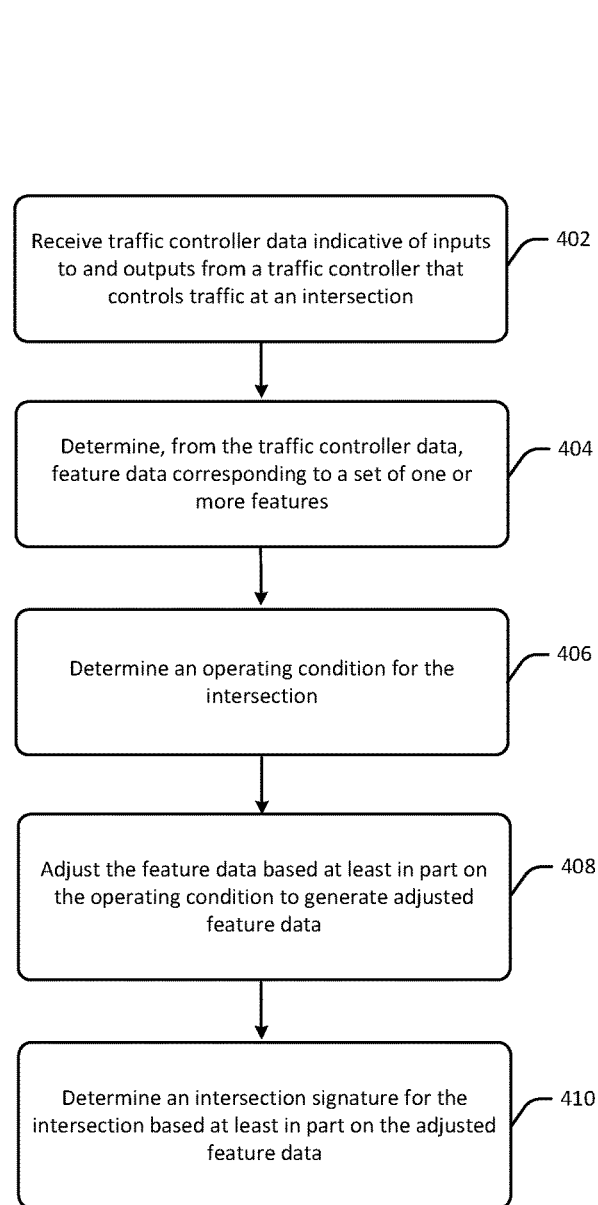 Receive traffic controller data indicative of inputs
to and outputs from a traffic controller that
controls traffic at an intersection
402
Determine, from the traffic controller data,
feature data corresponding to a set of one or
more features
404
Determine an operating condition for the
intersection
406
Adjust the feature data based at least in part on
the operating condition to generate adjusted
feature data
408
Determine an intersection signature for the
intersection based at least in part on the adjusted
feature data
410